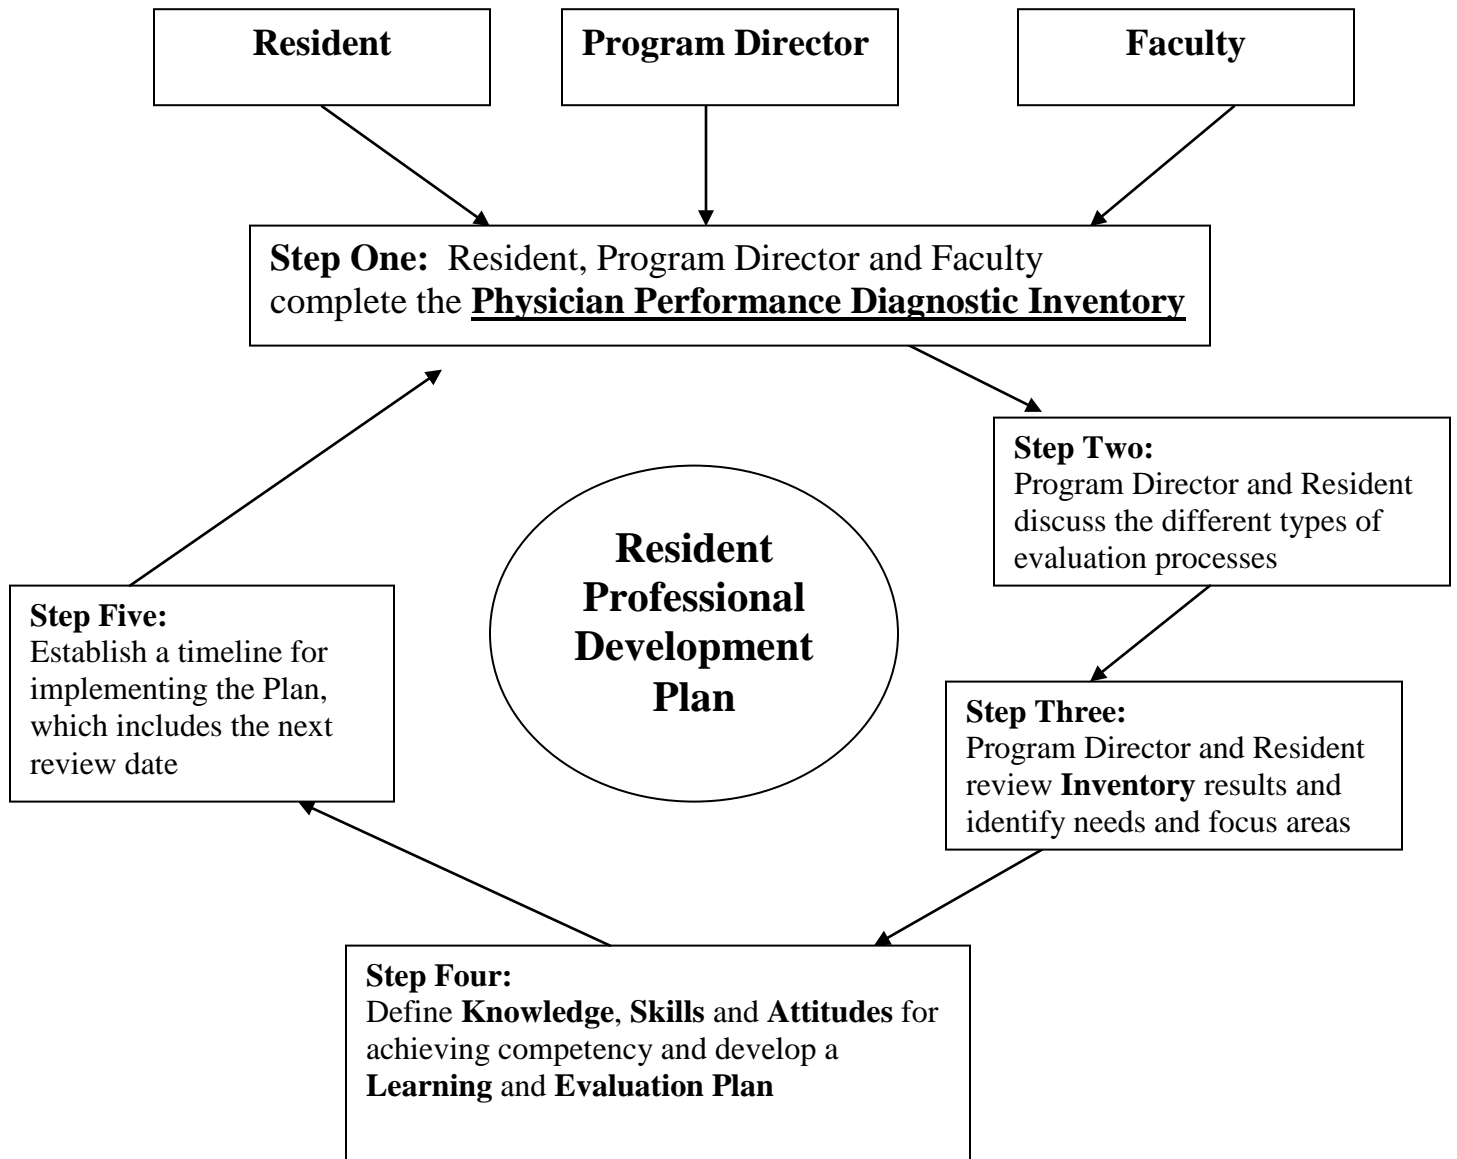 Resident
Program Director
Faculty
Step One: Resident, Program Director and Faculty
complete the Physician Performance Diagnostic Inventory
Step Two:
Program Director and Resident
discuss the different types of
evaluation processes
Resident
Professional
Development
Plan
Step Three:
Program Director and Resident
review Inventory results and
identify needs and focus areas
Step Four:
Define Knowledge, Skills and Attitudes for
achieving competency and develop a
Learning and Evaluation Plan
Step Five:
Establish a timeline for
implementing the Plan,
which includes the next
review date